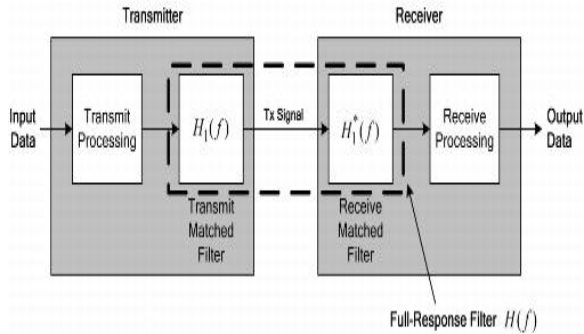 Transmitter
Receiver
Input
Data
Transmit
Processing
H₁(f)
Tx Signal
H₁*(f)
Receive
Processing
Output
Data
Transmit
Matched
Filter
Receive
Matched
Filter
Full-Response Filter H(f)